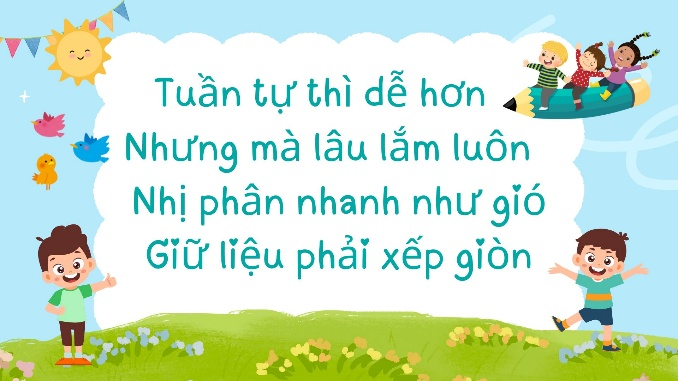 Tuần tự thì dễ hơn
Nhưng mà lâu lắm luôn
Nhị phân nhanh như gió
Giữ liệu phải xếp giòn